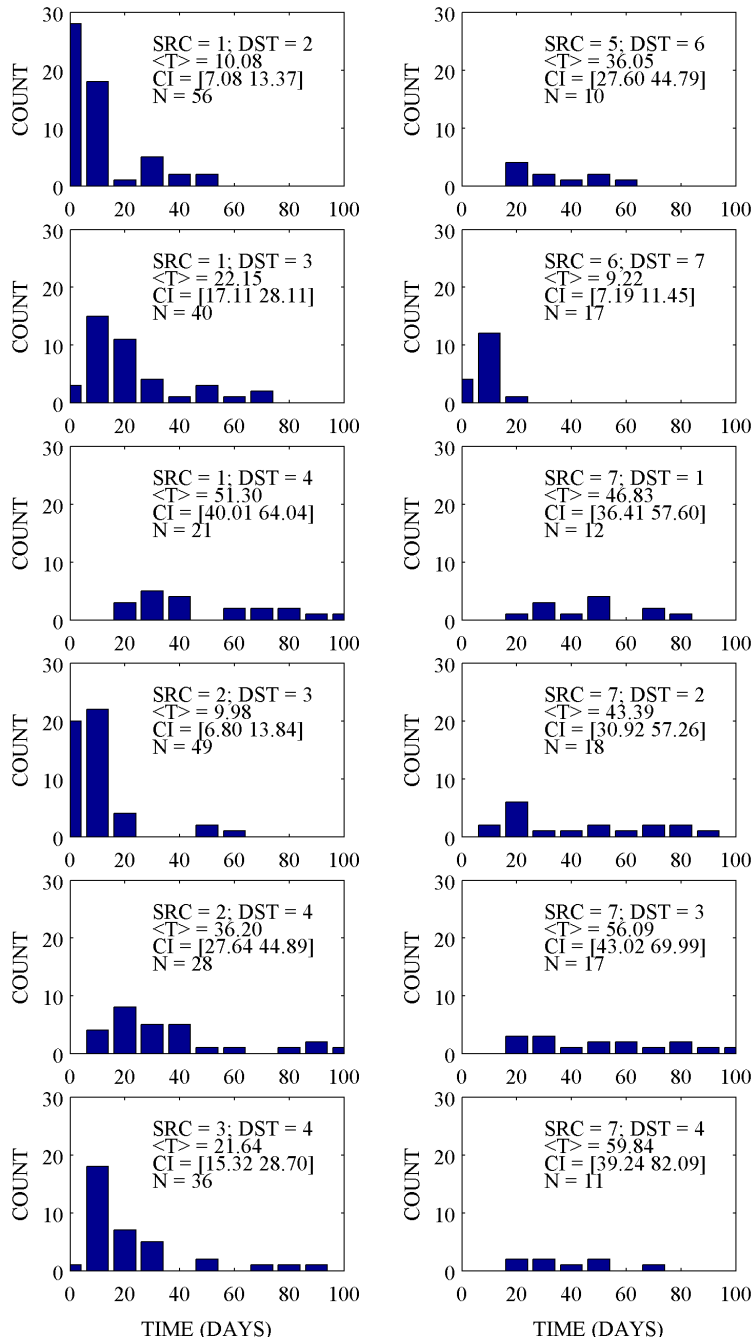 30
20
10
0
COUNT
SRC = 1; DST = 2
<T> = 10.08
CI = [7.08 13.37]
N = 56
0 20 40 60 80 100
30
20
10
0
COUNT
SRC = 5; DST = 6
<T> = 36.05
CI = [27.60 44.79]
N = 10
0 20 40 60 80 100
30
20
10
0
COUNT
SRC = 1; DST = 3
<T> = 22.15
CI = [17.11 28.11]
N = 40
0 20 40 60 80 100
30
20
10
0
COUNT
SRC = 6; DST = 7
<T> = 9.22
CI = [7.19 11.45]
N = 17
0 20 40 60 80 100
30
20
10
0
COUNT
SRC = 1; DST = 4
<T> = 51.30
CI = [40.01 64.04]
N = 21
0 20 40 60 80 100
30
20
10
0
COUNT
SRC = 7; DST = 1
<T> = 46.83
CI = [36.41 57.60]
N = 12
0 20 40 60 80 100
30
20
10
0
COUNT
SRC = 2; DST = 3
<T> = 9.98
CI = [6.80 13.84]
N = 49
0 20 40 60 80 100
30
20
10
0
COUNT
SRC = 7; DST = 2
<T> = 43.39
CI = [30.92 57.26]
N = 18
0 20 40 60 80 100
30
20
10
0
COUNT
SRC = 2; DST = 4
<T> = 36.20
CI = [27.64 44.89]
N = 28
0 20 40 60 80 100
30
20
10
0
COUNT
SRC = 7; DST = 3
<T> = 56.09
CI = [43.02 69.99]
N = 17
0 20 40 60 80 100
30
20
10
0
COUNT
SRC = 3; DST = 4
<T> = 21.64
CI = [15.32 28.70]
N = 36
0 20 40 60 80 100
TIME (DAYS)
30
20
10
0
COUNT
SRC = 7; DST = 4
<T> = 59.84
CI = [39.24 82.09]
N = 11
0 20 40 60 80 100
TIME (DAYS)